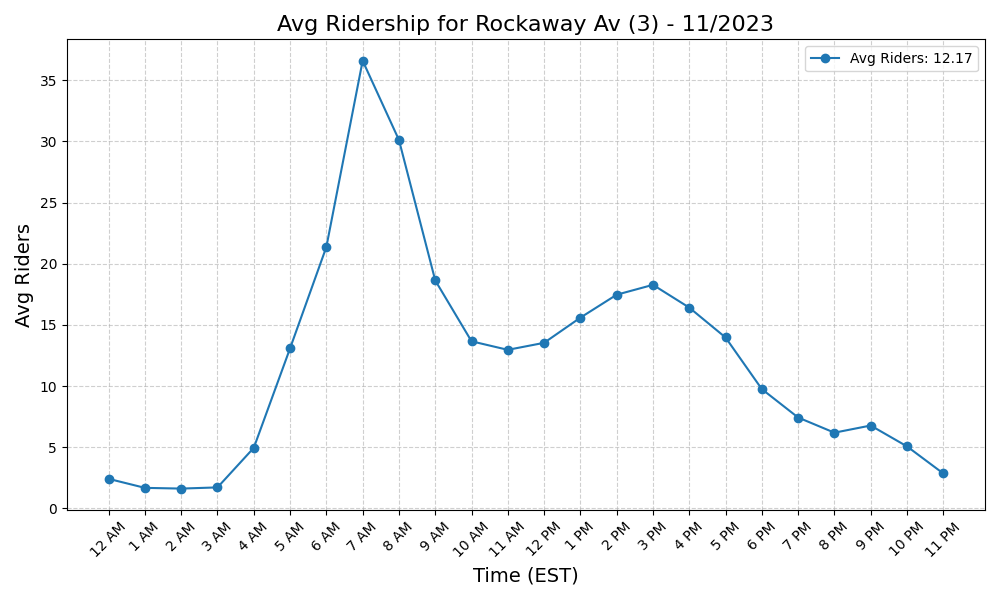 Avg Ridership for Rockaway Av (3) - 11/2023
Avg Riders: 12.17
Avg Riders
35
30
25
20
15
10
5
0
12 AM
1 AM
2 AM
3 AM
4 AM
5 AM
6 AM
7 AM
8 AM
9 AM
10 AM
11 AM
12 PM
1 PM
2 PM
3 PM
4 PM
5 PM
6 PM
7 PM
8 PM
9 PM
10 PM
11 PM
Time (EST)